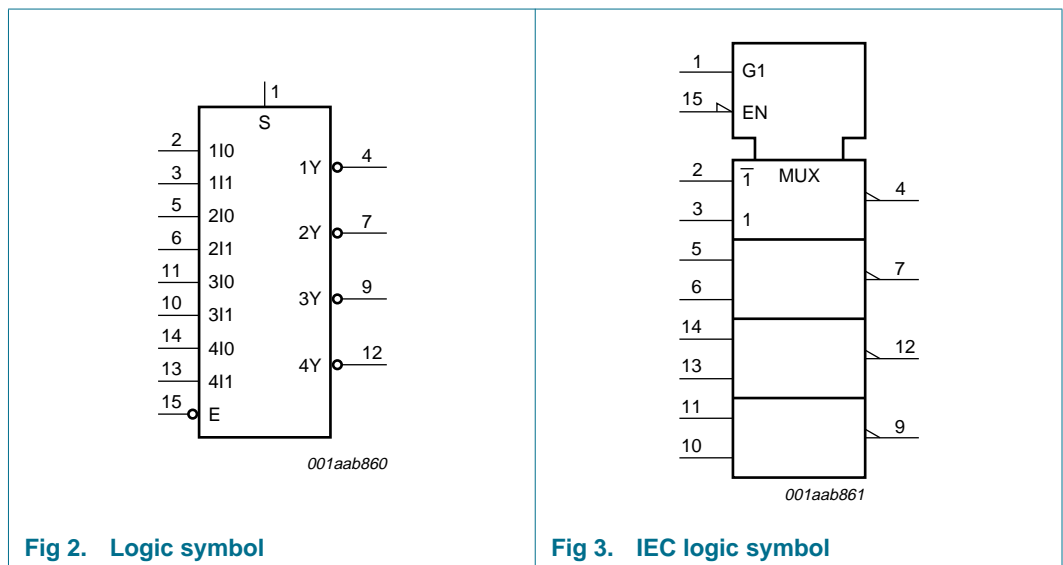 1
S
2
1I0
3
1I1
5
2I0
6
2I1
11
3I0
10
3I1
14
4I0
13
4I1
15
E
1Y
4
2Y
7
3Y
9
4Y
12
001aab860
Fig 2. Logic symbol
1
G1
15
EN
MUX
2
1̅
3
1
4
5
6
7
14
13
12
11
10
9
001aab861
Fig 3. IEC logic symbol